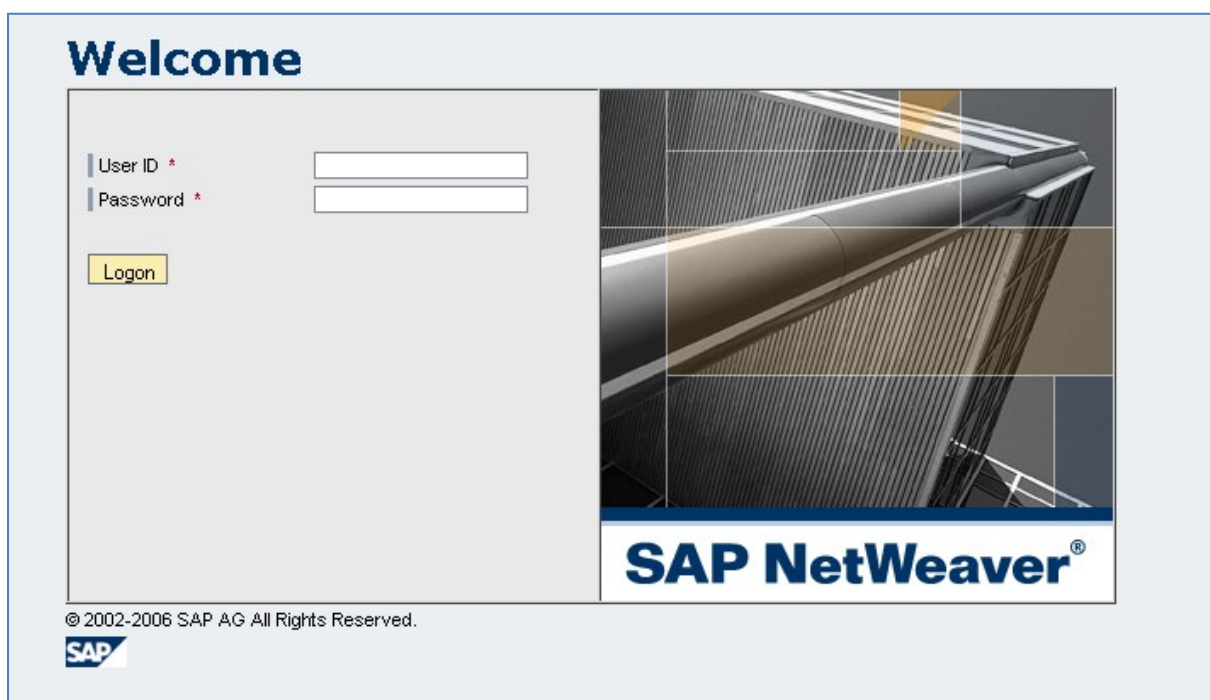 Welcome
User ID *
Password *
Logon
SAP NetWeaver®
© 2002-2006 SAP AG All Rights Reserved.
SAP